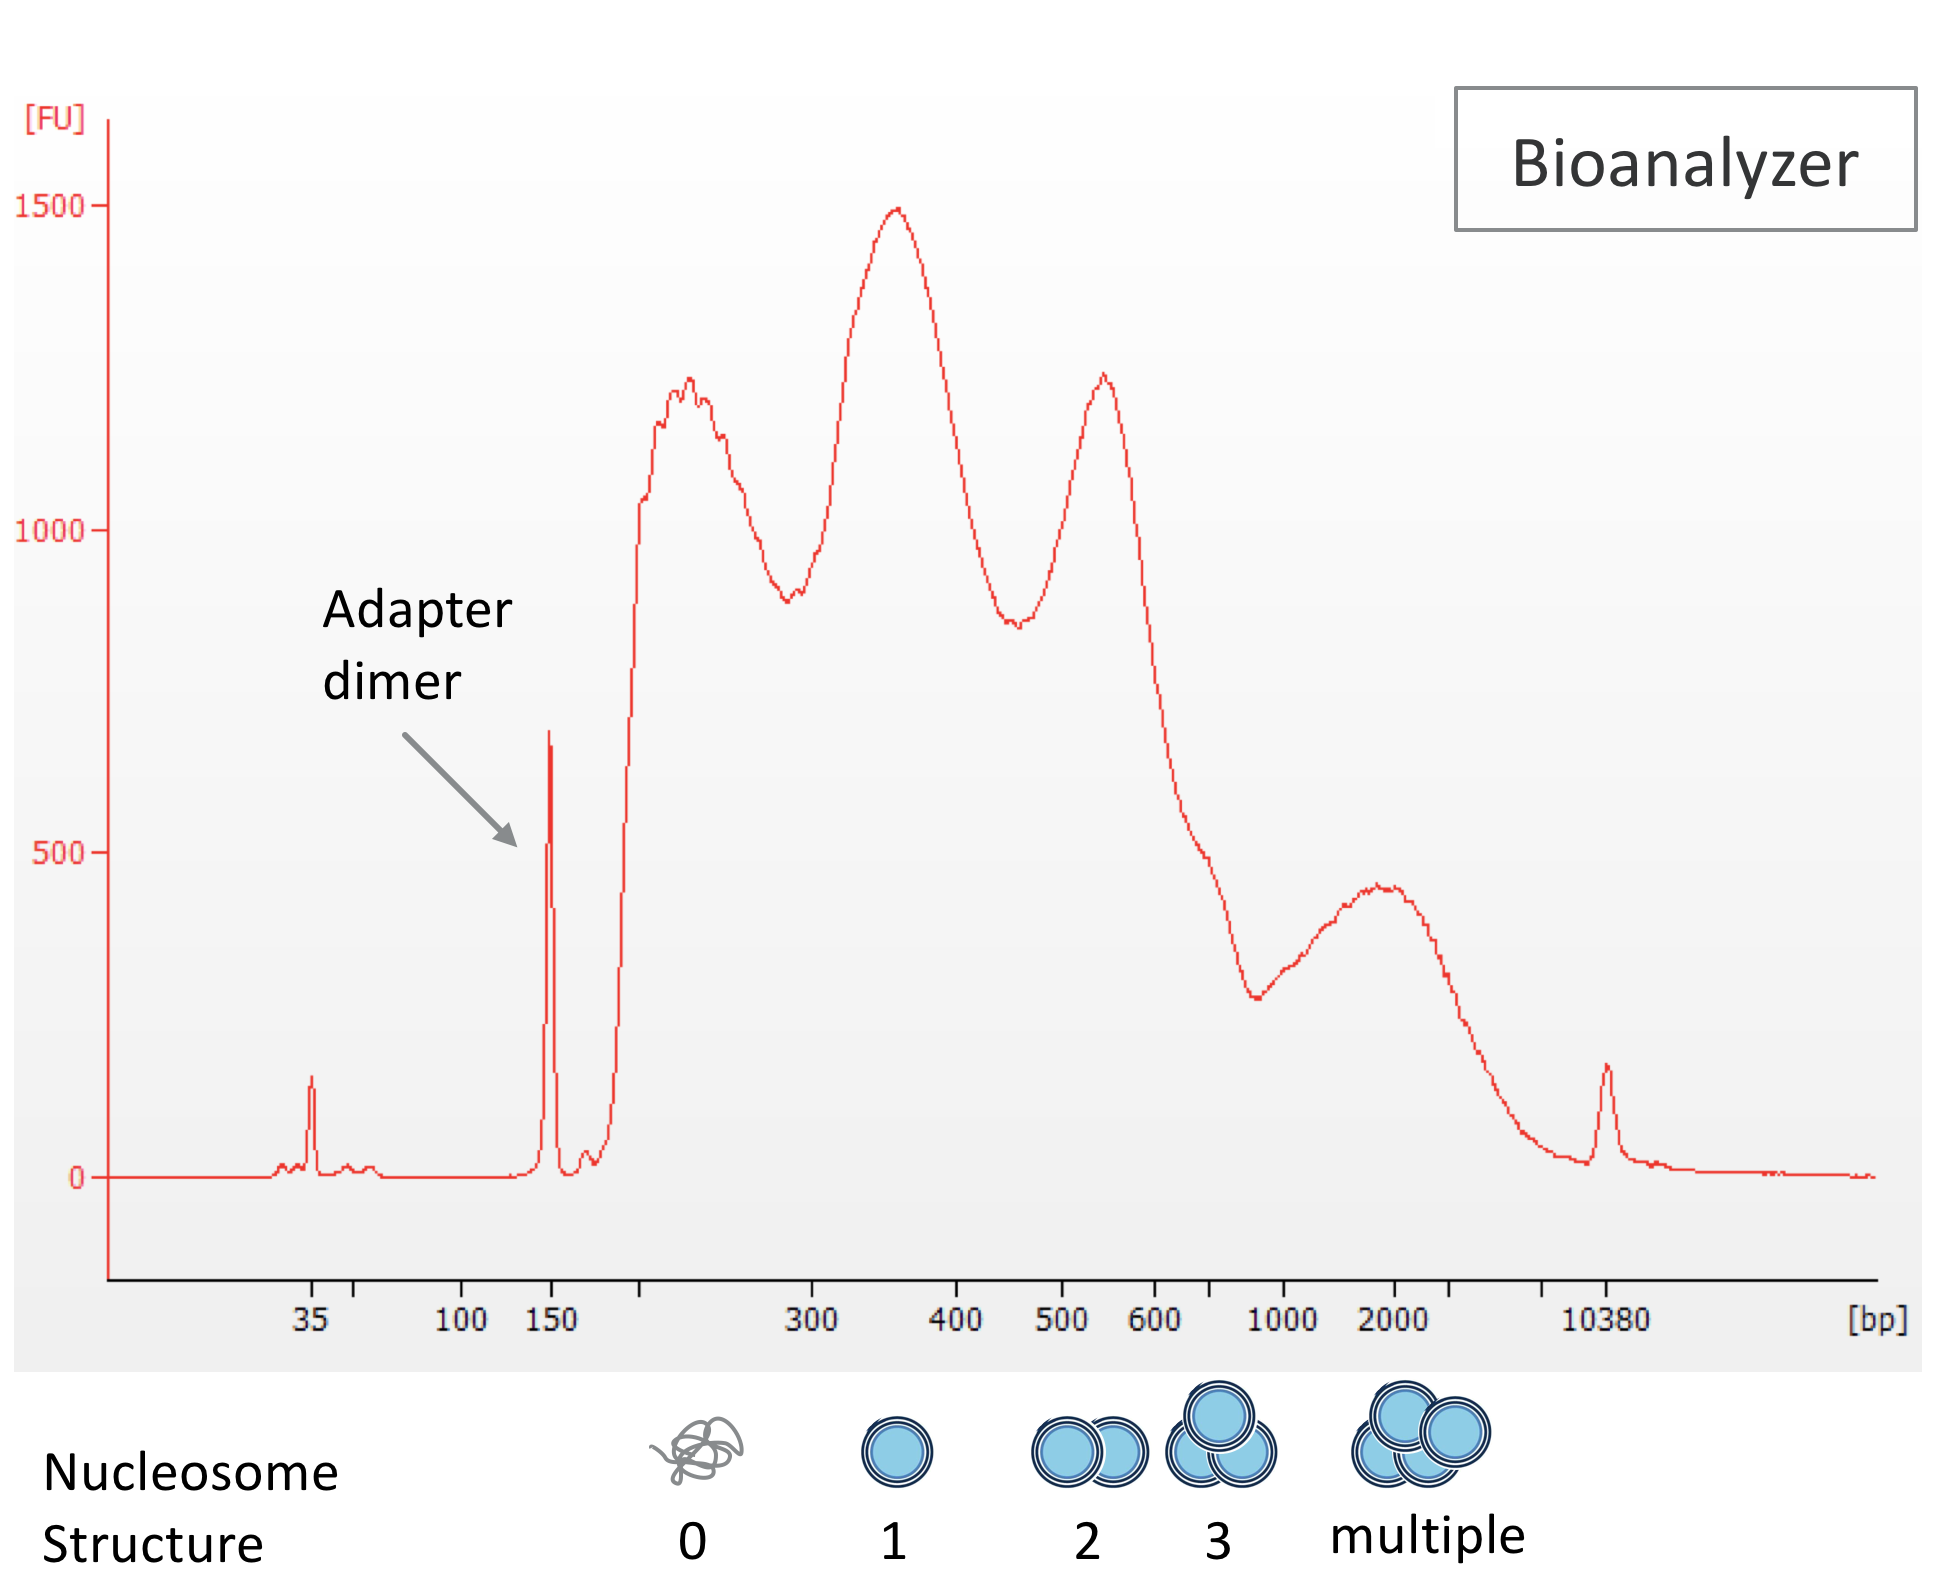 [FU]
Bioanalyzer
1500
1000
Adapter
dimer
500
0
35 100 150 300 400 500 600 1000 2000 10380 [bp]
Nucleosome
Structure
0 1 2 3 multiple